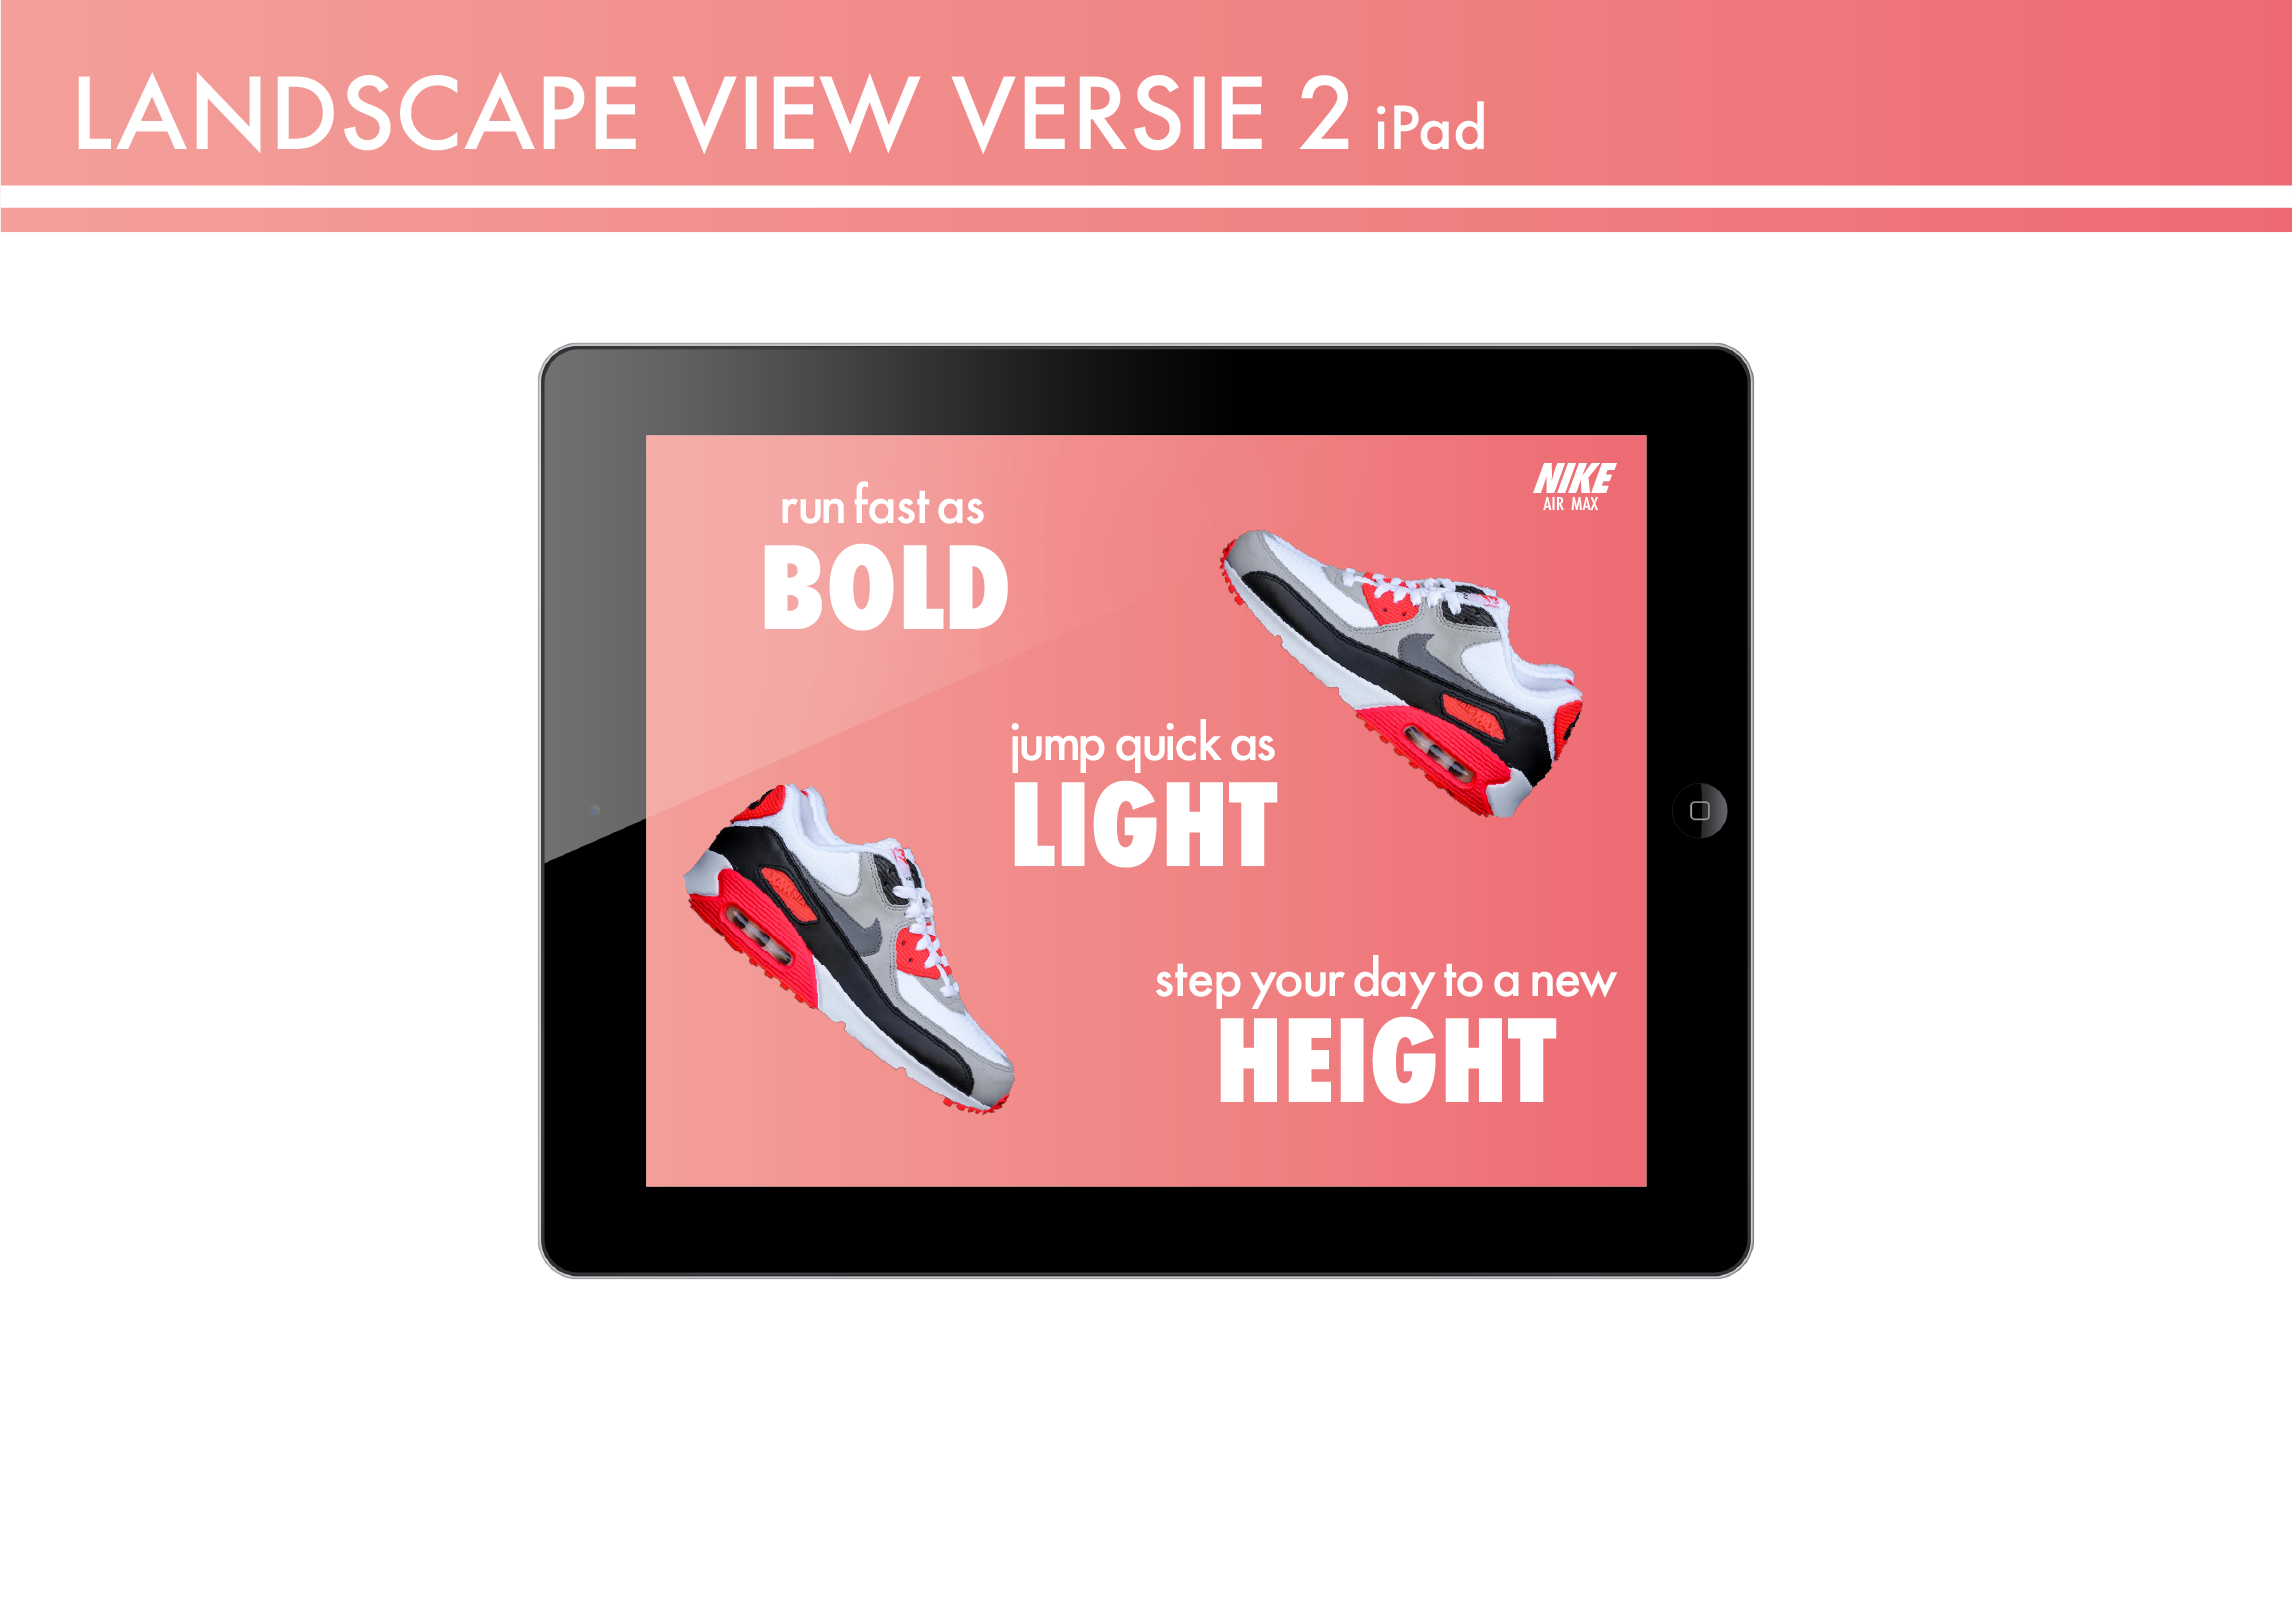 LANDSCAPE VIEW VERSIE 2 iPad
NIKE
AIR MAX
run fast as
BOLD
jump quick as
LIGHT
step your day to a new
HEIGHT